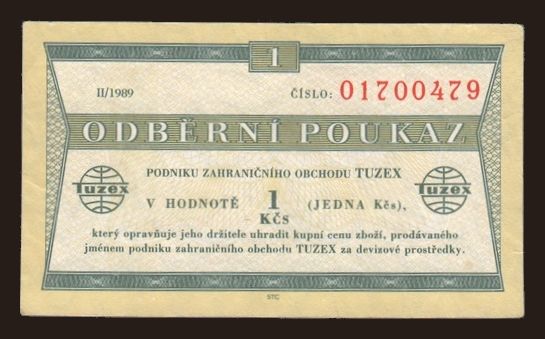 1
II/1989 ČÍSLO: 01700479
ODBĚRNÍ POUKAZ
PODNIKU ZAHRANIČNÍHO OBCHODU TUZEX
Tuzex V HODNOTĚ 1 KČS (JEDNA Kčs), Tuzex
který opravňuje jeho držitele uhradit kupní cenu zboží, prodávaného
jménem podniku zahraničního obchodu TUZEX za devizové prostředky.
STC